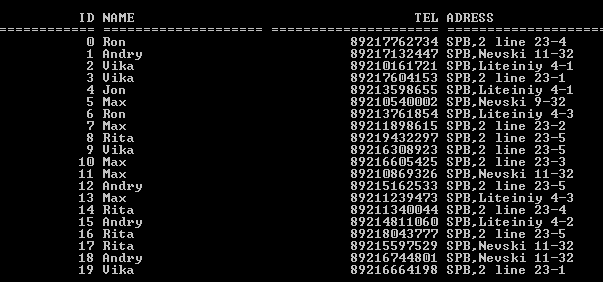 ID NAME TEL ADRESS
============ ===================== ===================== =====================
0 Ron 89217762734 SPB,2 line 23-4
1 Andry 89217132447 SPB,Nevski 11-32
2 Vika 89210161721 SPB,Liteiniy 4-1
3 Vika 89217604153 SPB,2 line 23-1
4 Jon 89213598655 SPB,Liteiniy 4-1
5 Max 89210540002 SPB,Nevski 9-32
6 Ron 89213761854 SPB,Liteiniy 4-3
7 Max 89211898615 SPB,2 line 23-2
8 Rita 89219432297 SPB,2 line 23-5
9 Vika 89216308923 SPB,2 line 23-5
10 Max 89216605425 SPB,2 line 23-3
11 Max 89210869326 SPB,Nevski 11-32
12 Andry 89215162533 SPB,2 line 23-5
13 Max 89211239473 SPB,Liteiniy 4-3
14 Rita 89211340044 SPB,2 line 23-4
15 Andry 89214811060 SPB,Liteiniy 4-2
16 Rita 89218043777 SPB,2 line 23-5
17 Rita 89215597529 SPB,Nevski 11-32
18 Andry 89216744801 SPB,Nevski 11-32
19 Vika 89216664198 SPB,2 line 23-1